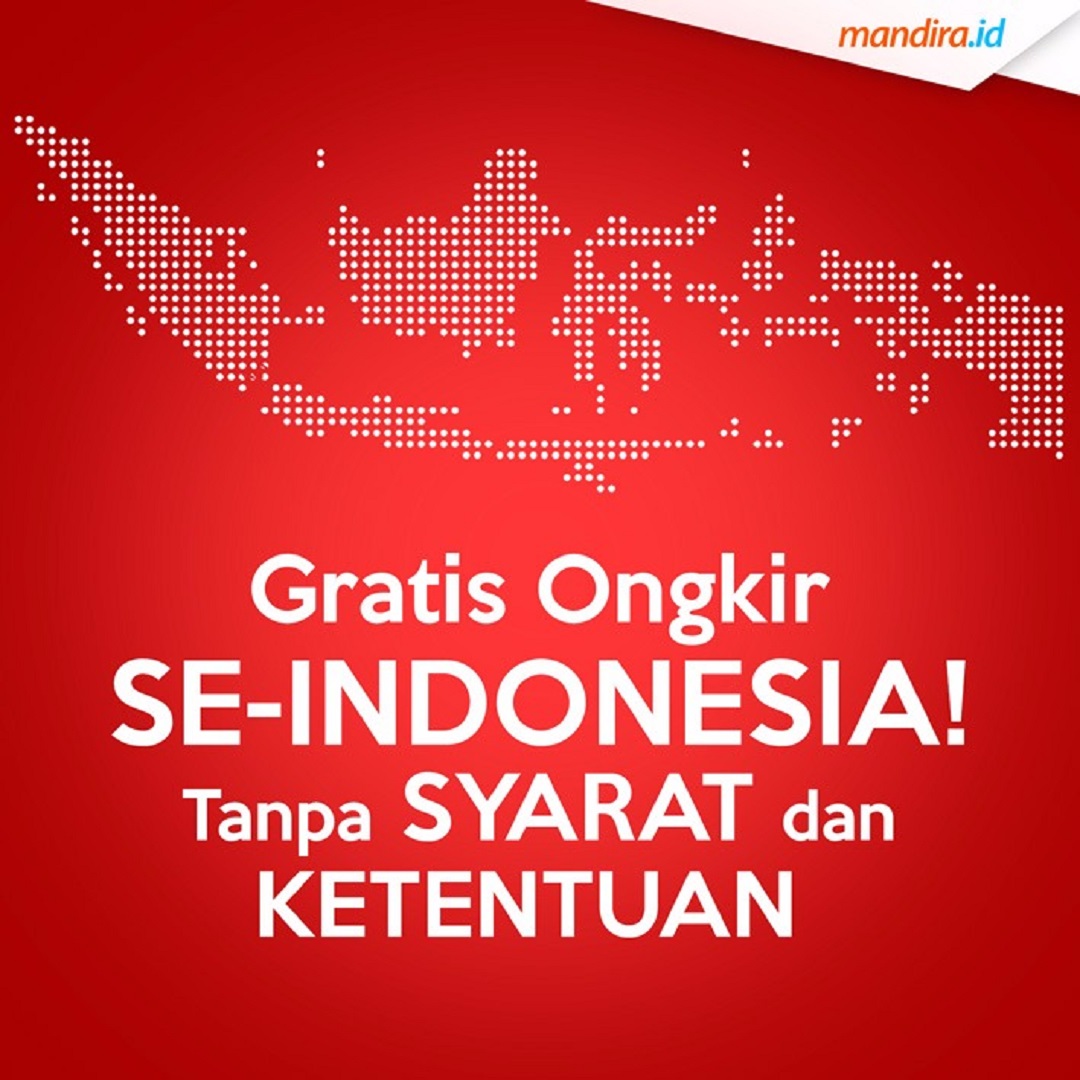 mandira.id
Gratis Ongkir
SE-INDONESIA!
Tanpa SYARAT dan
KETENTUAN